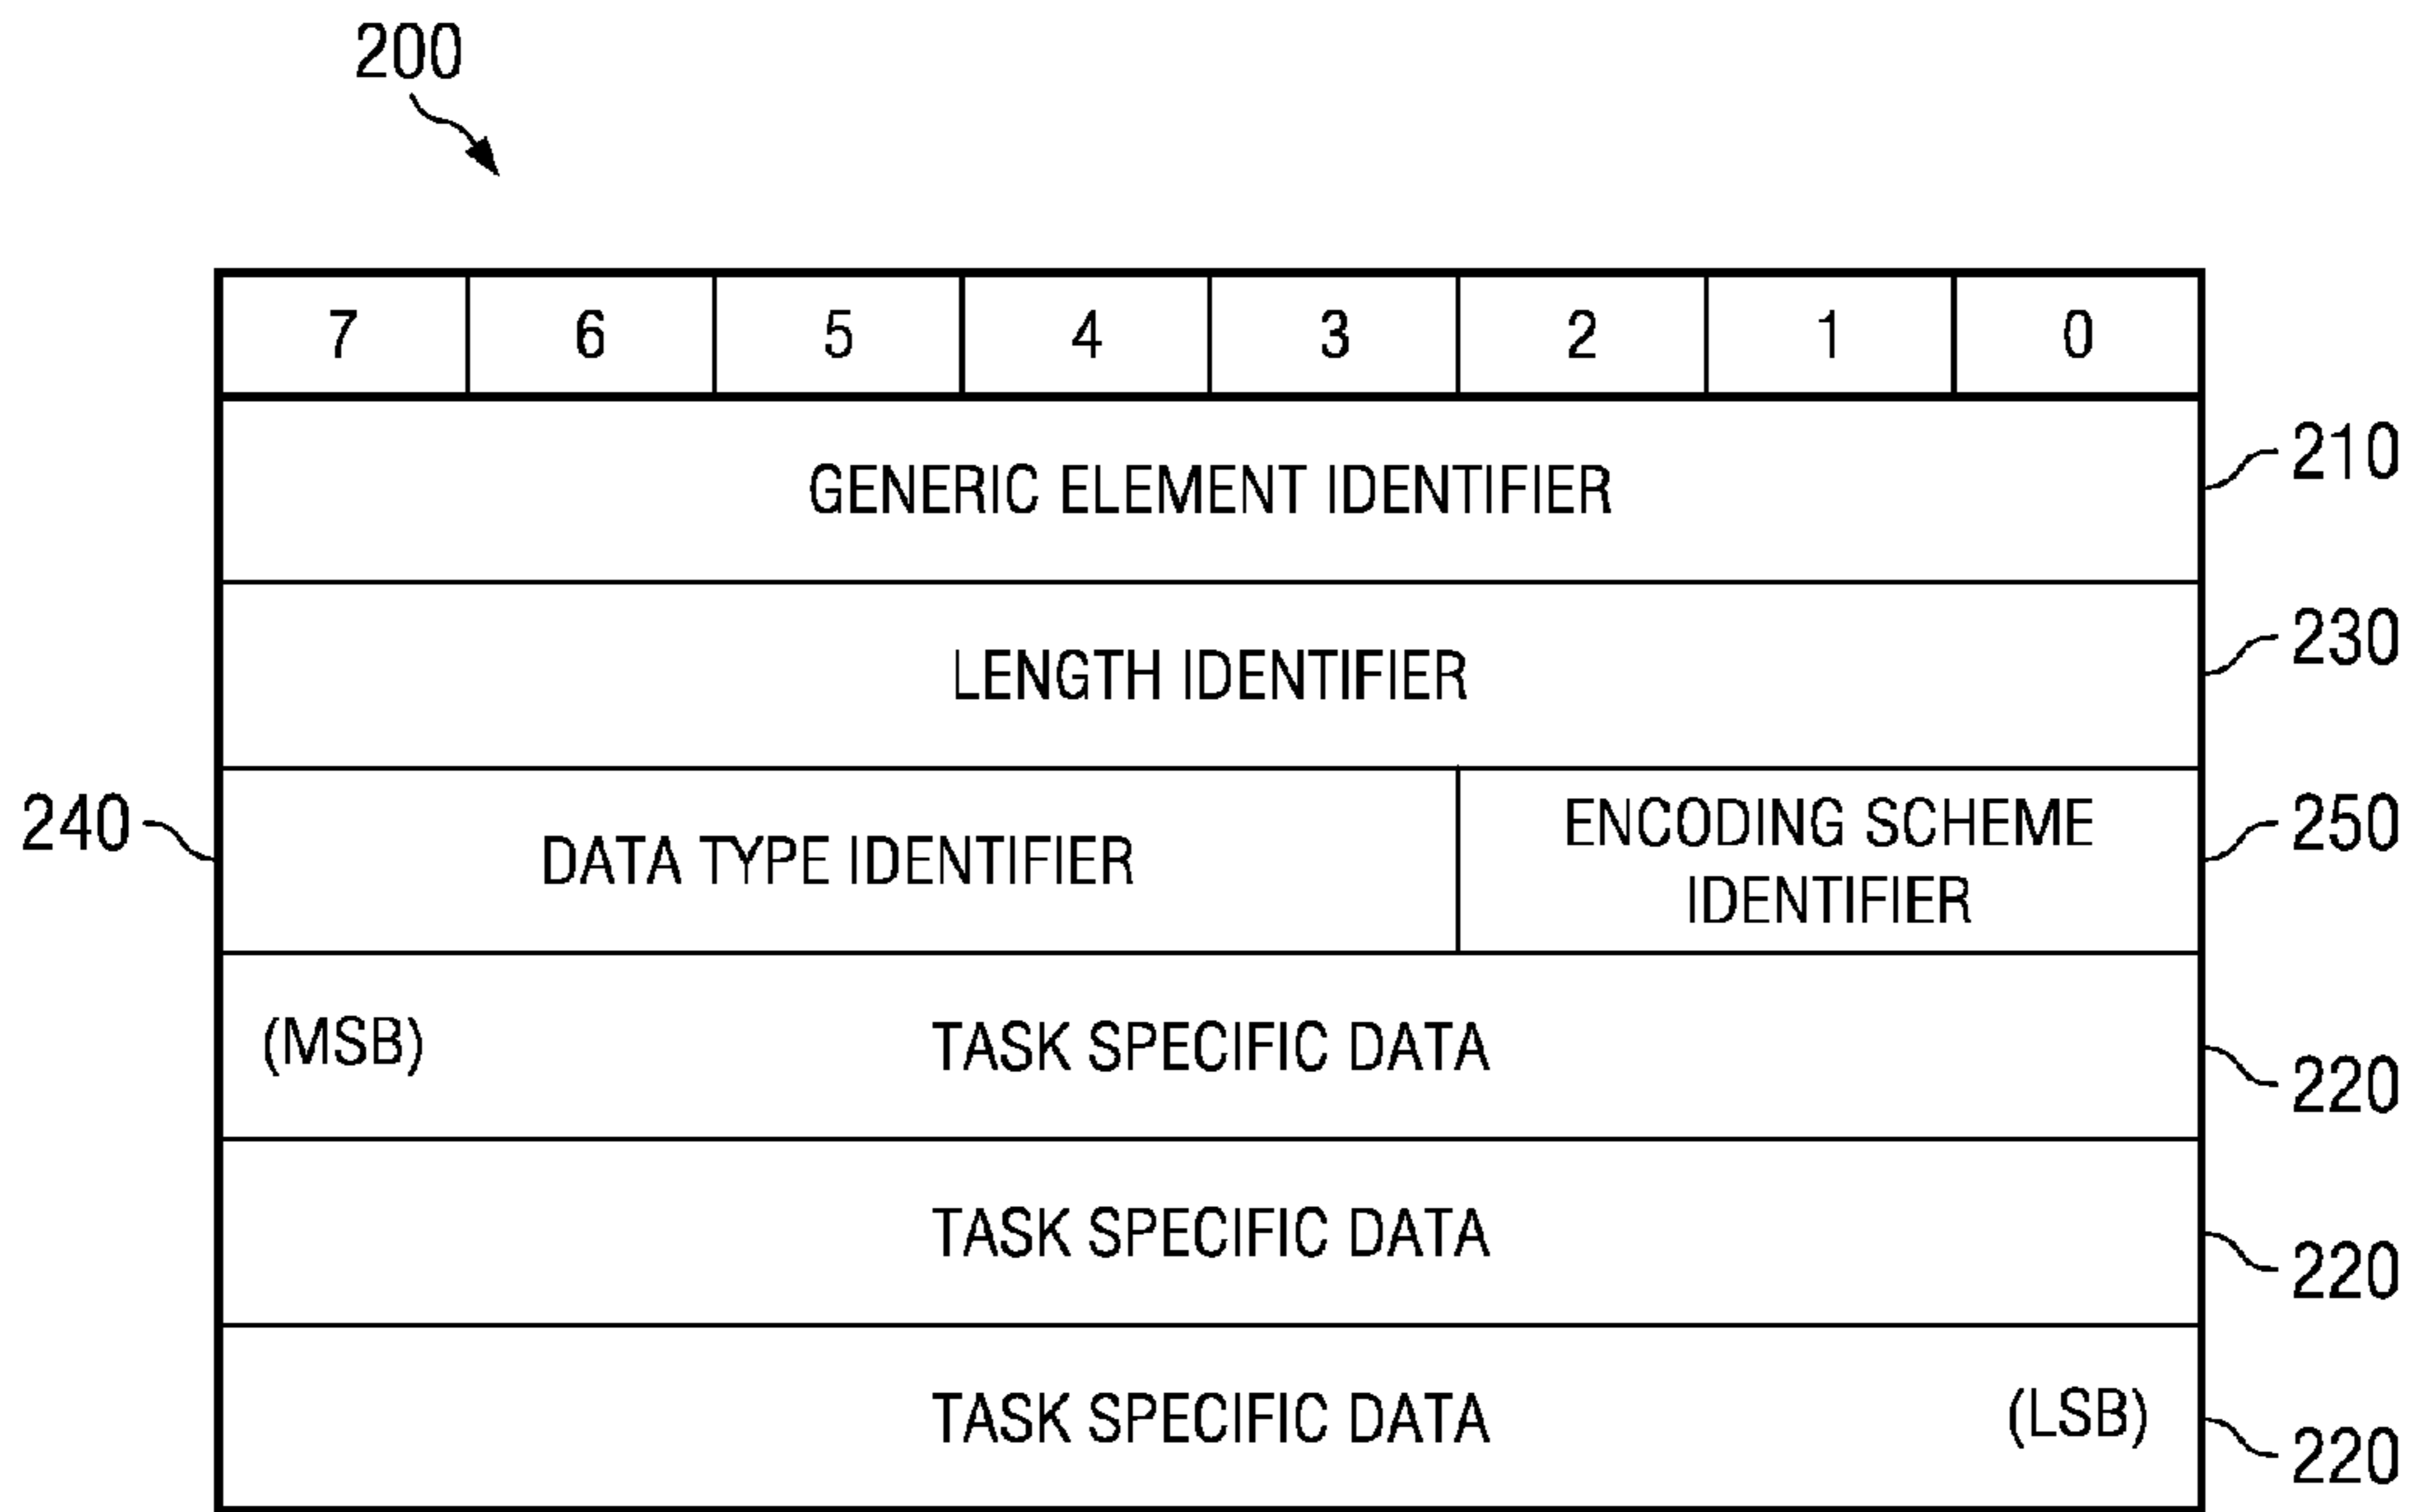 200
7 6 5 4 3 2 1 0
GENERIC ELEMENT IDENTIFIER 210
LENGTH IDENTIFIER 230
240 DATA TYPE IDENTIFIER ENCODING SCHEME 250
IDENTIFIER
(MSB) TASK SPECIFIC DATA 220
TASK SPECIFIC DATA 220
TASK SPECIFIC DATA (LSB) 220